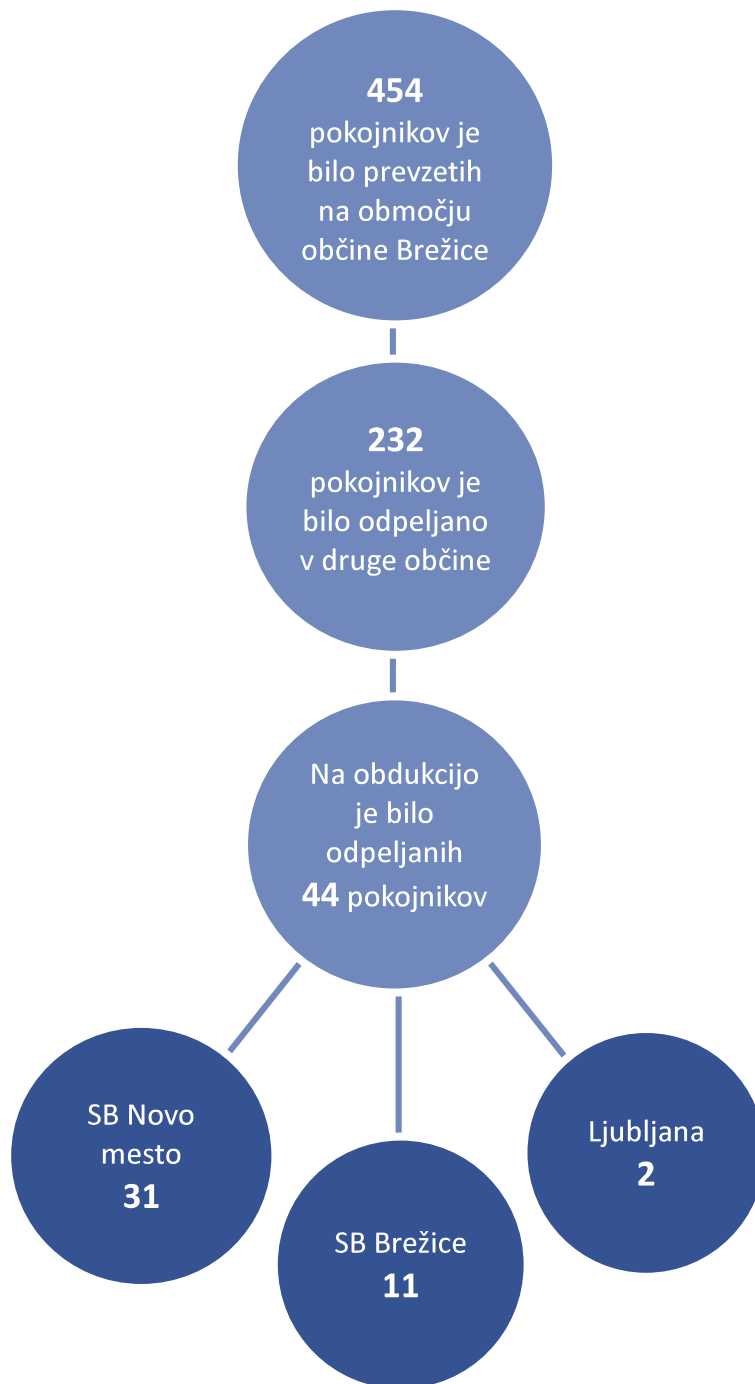 454
pokojnikov je
bilo prevzetih
na območju
občine Brežice
232
pokojnikov je
bilo odpeljano
v druge občine
Na obdukcijo
je bilo
odpeljanih
44 pokojnikov
SB Novo
mesto
31
SB Brežice
11
Ljubljana
2